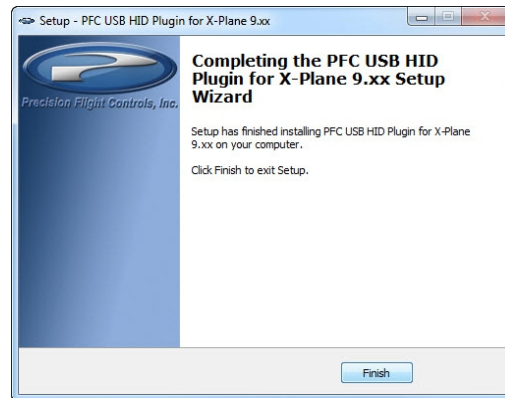 Setup - PFC USB HID Plugin for X-Plane 9.xx
Completing the PFC USB HID
Plugin for X-Plane 9.xx Setup
Wizard
Precision Flight Controls, Inc.
Setup has finished installing PFC USB HID Plugin for X-Plane
9.xx on your computer.
Click Finish to exit Setup.
Finish